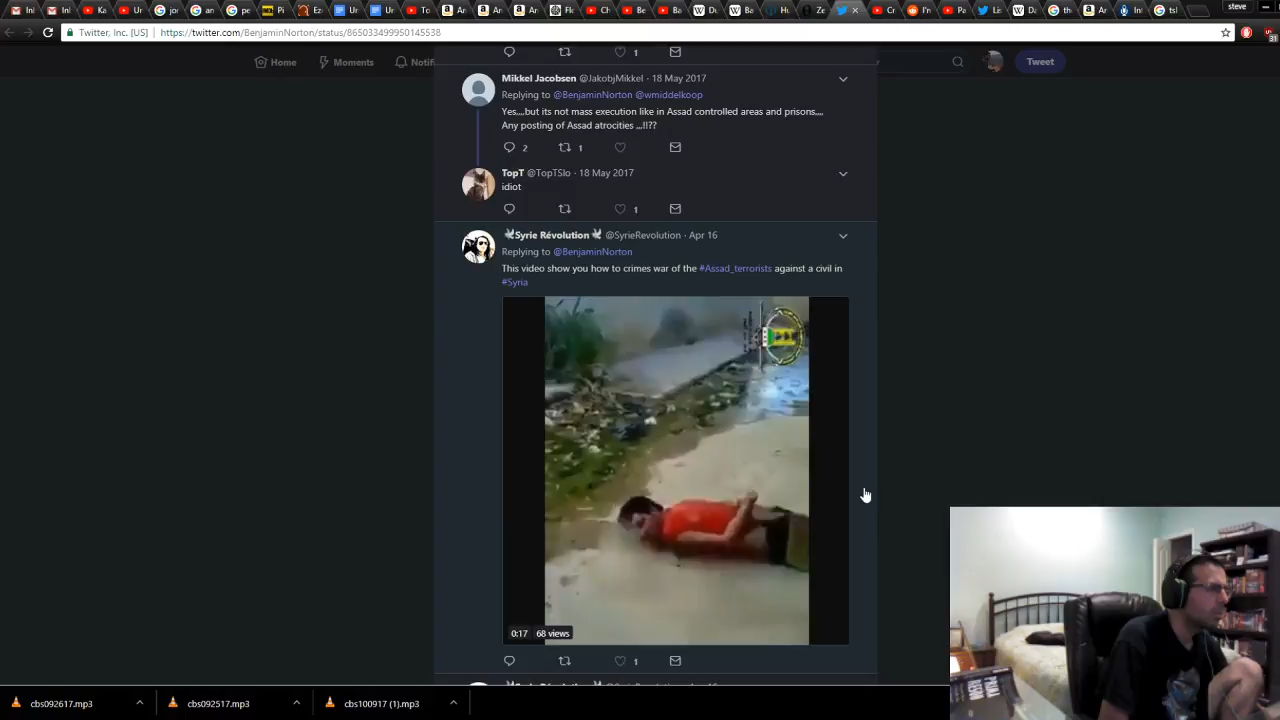 steve
Twitter, Inc. [US] | https://twitter.com/BenjaminNorton/status/865033499950145538
Home Moments Notifi
Tweet
1
Mikkel Jacobsen @JakobjMikkel · 18 May 2017
Replying to @BenjaminNorton @wmiddelkoop
Yes,,,,but its not mass execution like in Assad controlled areas and prisons,,,,
Any posting of Assad atrocities ,,,!!??
2 1
TopT @TopTSlo · 18 May 2017
idiot
1
Syrie Révolution @SyrieRevolution · Apr 16
Replying to @BenjaminNorton
This video show you how to crimes war of the #Assad_terrorists against a civil in
#Syria
0:17 68 views
1
cbs092617.mp3 cbs092517.mp3 cbs100917 (1).mp3